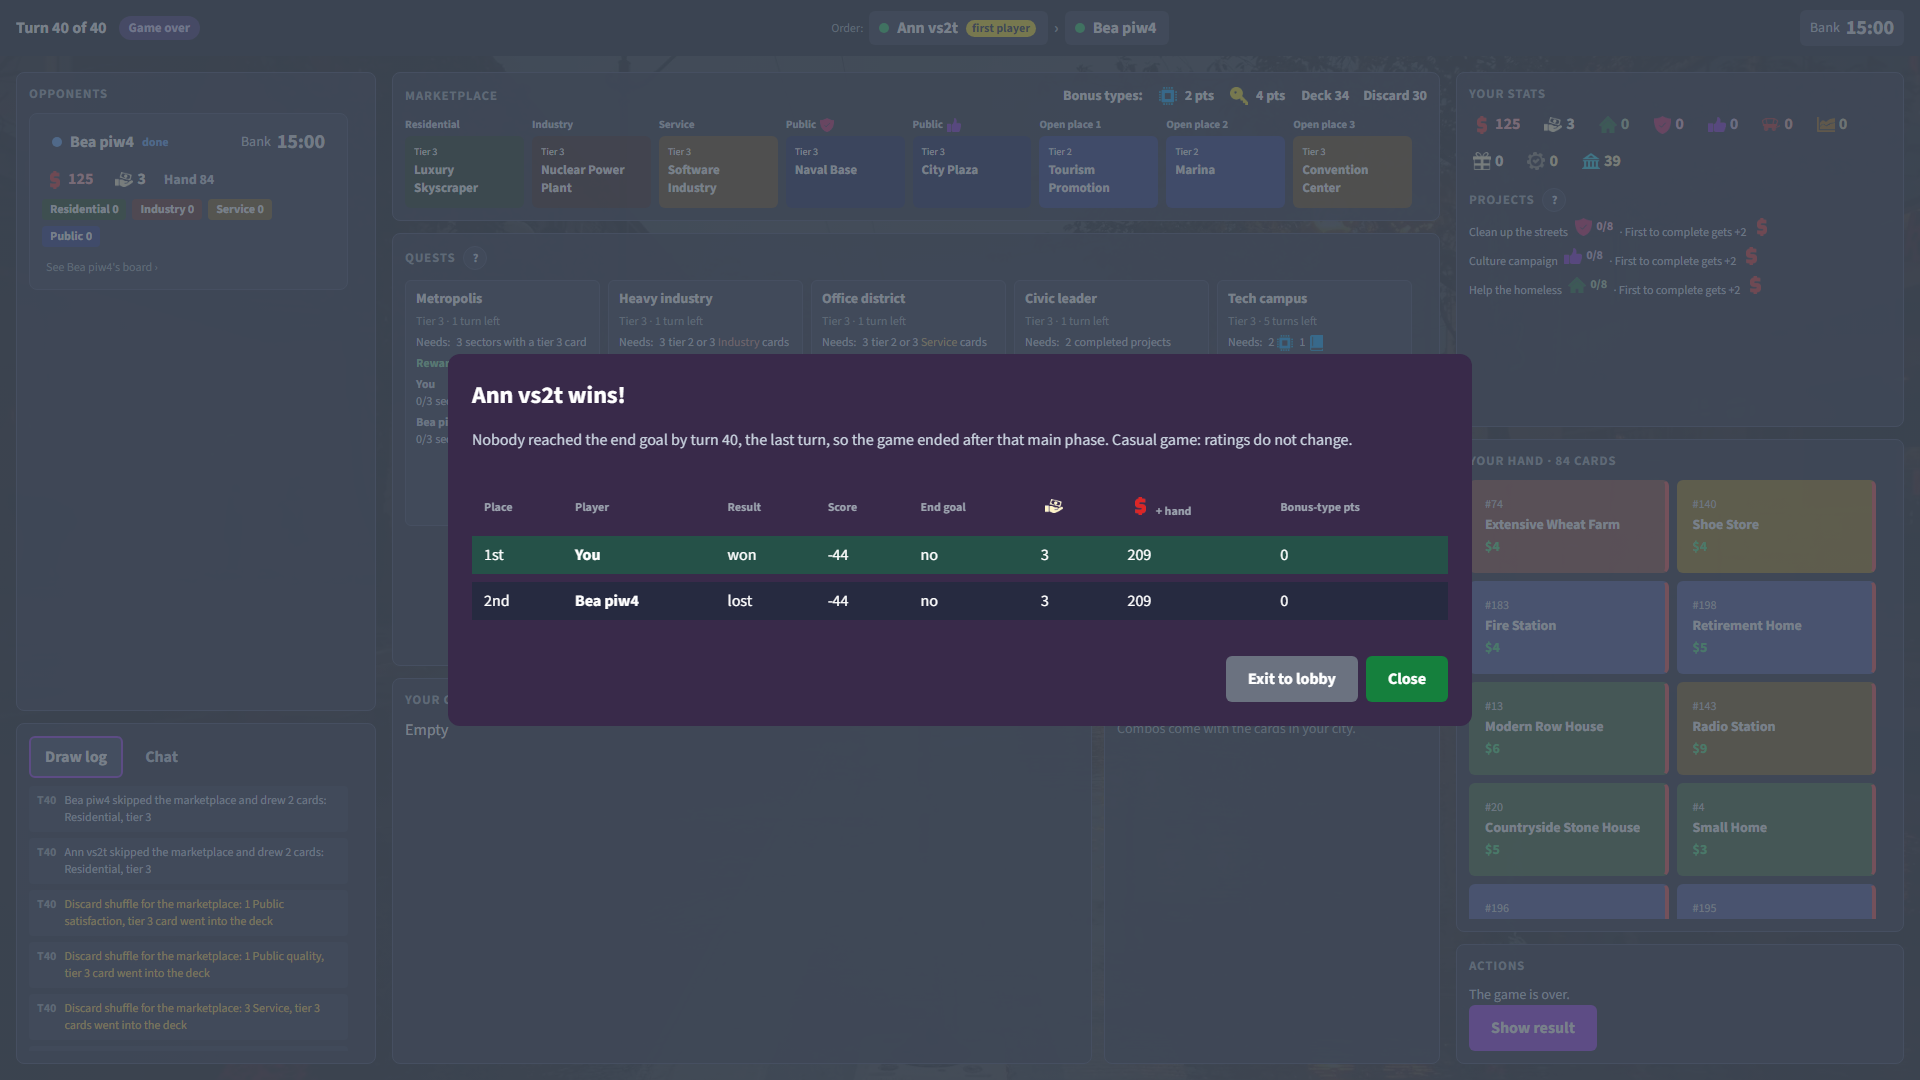 Turn 40 of 40 Game over
Order: Ann vs2t first player › Bea piw4
Bank 15:00
OPPONENTS
Bea piw4 done Bank 15:00
125 3 Hand 84
Residential 0 Industry 0 Service 0
Public 0
See Bea piw4's board ›
MARKETPLACE
Bonus types: 2 pts 4 pts Deck 34 Discard 30
Residential Industry Service Public Public Open place 1 Open place 2 Open place 3
Tier 3
Luxury
Skyscraper
Tier 3
Nuclear Power
Plant
Tier 3
Software
Industry
Tier 3
Naval Base
Tier 3
City Plaza
Tier 2
Tourism
Promotion
Tier 2
Marina
Tier 3
Convention
Center
QUESTS ?
Metropolis
Tier 3 · 1 turn left
Needs: 3 sectors with a tier 3 card
Rewar
You
0/3 se
Bea pi
0/3 se
Heavy industry
Tier 3 · 1 turn left
Needs: 3 tier 2 or 3 Industry cards
Office district
Tier 3 · 1 turn left
Needs: 3 tier 2 or 3 Service cards
Civic leader
Tier 3 · 1 turn left
Needs: 2 completed projects
Tech campus
Tier 3 · 5 turns left
Needs: 2 1
YOUR STATS
125 3 0 0 0 0 0
0 0 39
PROJECTS ?
Clean up the streets 0/8 · First to complete gets +2
Culture campaign 0/8 · First to complete gets +2
Help the homeless 0/8 · First to complete gets +2
Ann vs2t wins!
Nobody reached the end goal by turn 40, the last turn, so the game ended after that main phase. Casual game: ratings do not change.
Place Player Result Score End goal + hand Bonus-type pts
1st You won -44 no 3 209 0
2nd Bea piw4 lost -44 no 3 209 0
Exit to lobby Close
YOUR C
Empty
Combos come with the cards in your city.
YOUR HAND - 84 CARDS
#74
Extensive Wheat Farm
$4
#140
Shoe Store
$4
#183
Fire Station
$4
#198
Retirement Home
$5
#13
Modern Row House
$6
#143
Radio Station
$9
#20
Countryside Stone House
$5
#4
Small Home
$3
#196
#195
Draw log Chat
T40 Bea piw4 skipped the marketplace and drew 2 cards:
Residential, tier 3
T40 Ann vs2t skipped the marketplace and drew 2 cards:
Residential, tier 3
T40 Discard shuffle for the marketplace: 1 Public
satisfaction, tier 3 card went into the deck
T40 Discard shuffle for the marketplace: 1 Public quality,
tier 3 card went into the deck
T40 Discard shuffle for the marketplace: 3 Service, tier 3
cards went into the deck
ACTIONS
The game is over.
Show result